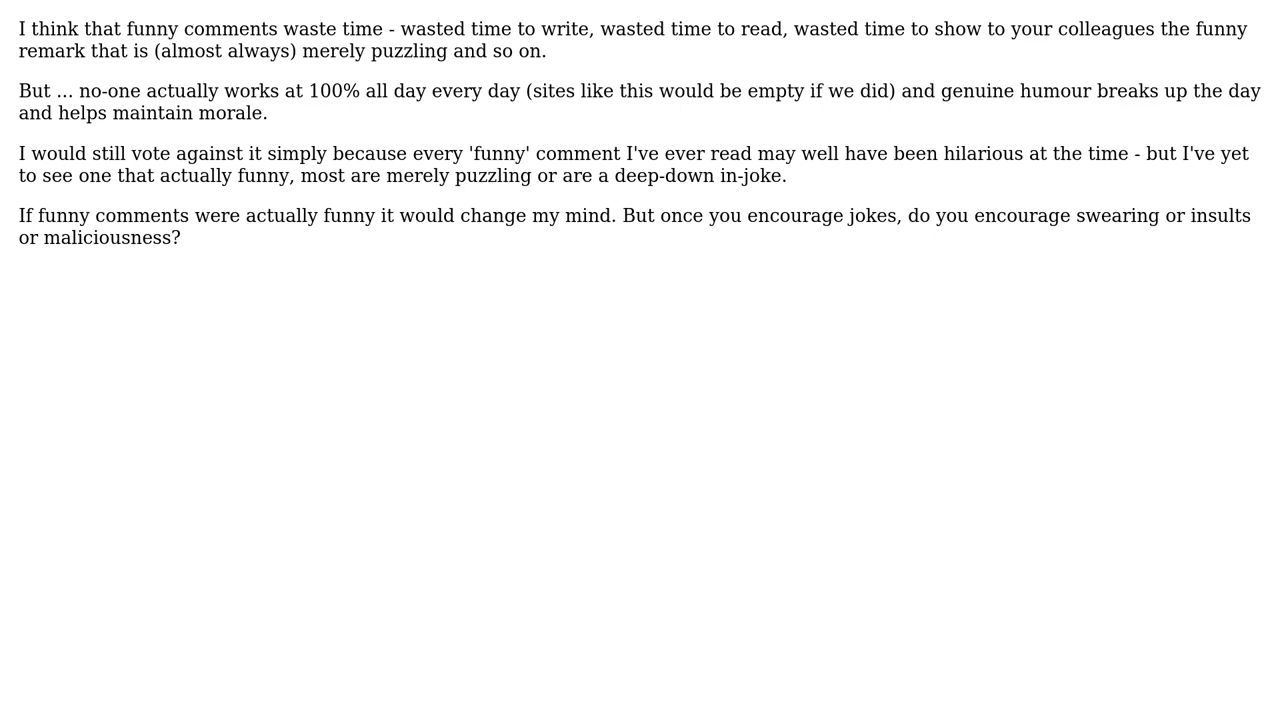 I think that funny comments waste time - wasted time to write, wasted time to read, wasted time to show to your colleagues the funny
remark that is (almost always) merely puzzling and so on.
But ... no-one actually works at 100% all day every day (sites like this would be empty if we did) and genuine humour breaks up the day
and helps maintain morale.
I would still vote against it simply because every 'funny' comment I've ever read may well have been hilarious at the time - but I've yet
to see one that actually funny, most are merely puzzling or are a deep-down in-joke.
If funny comments were actually funny it would change my mind. But once you encourage jokes, do you encourage swearing or insults
or maliciousness?